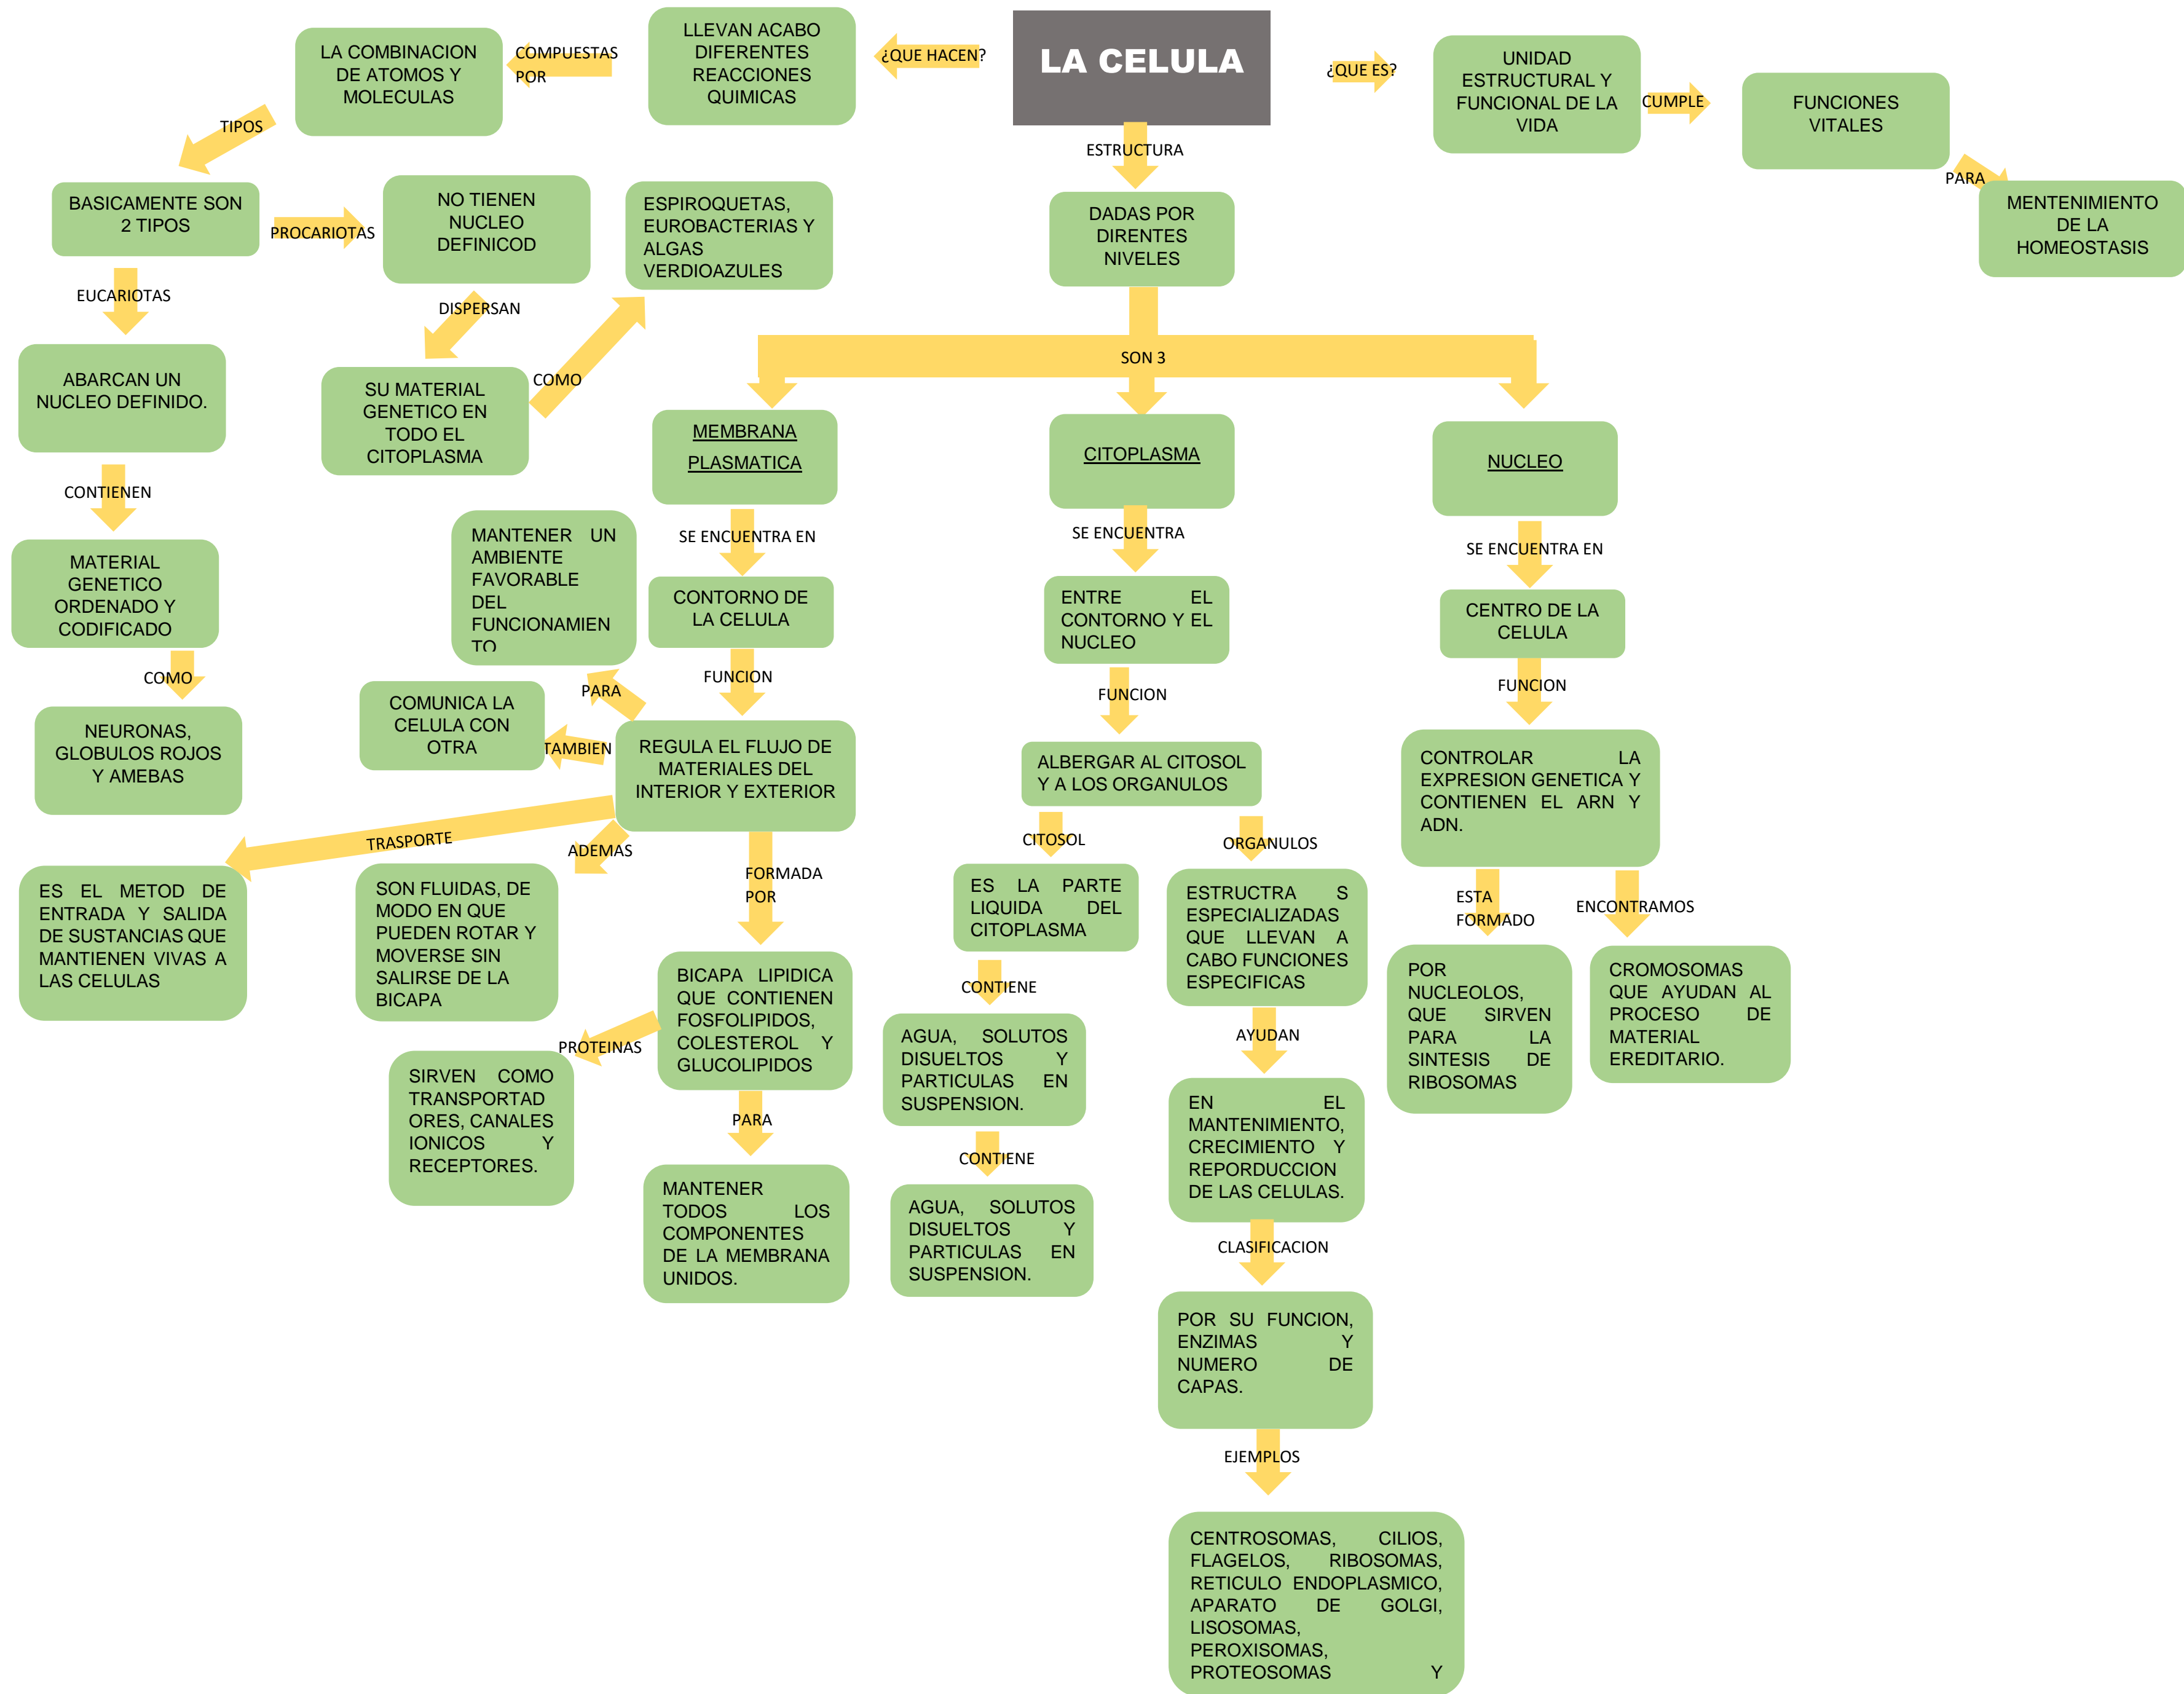 LA CELULA
¿QUE HACEN?
LLEVAN ACABO
DIFERENTES
REACCIONES
QUIMICAS
COMPUESTAS
POR
LA COMBINACION
DE ATOMOS Y
MOLECULAS
TIPOS
BASICAMENTE SON
2 TIPOS
PROCARIOTAS
NO TIENEN
NUCLEO
DEFINICOD
DISPERSAN
SU MATERIAL
GENETICO EN
TODO EL
CITOPLASMA
COMO
ESPIROQUETAS,
EUROBACTERIAS Y
ALGAS
VERDIOAZULES
EUCARIOTAS
ABARCAN UN
NUCLEO DEFINIDO.
CONTIENEN
MATERIAL
GENETICO
ORDENADO Y
CODIFICADO
COMO
NEURONAS,
GLOBULOS ROJOS
Y AMEBAS
¿QUE ES?
UNIDAD
ESTRUCTURAL Y
FUNCIONAL DE LA
VIDA
CUMPLE
FUNCIONES
VITALES
PARA
MENTENIMIENTO
DE LA
HOMEOSTASIS
ESTRUCTURA
DADAS POR
DIRENTES
NIVELES
SON 3
MEMBRANA
PLASMATICA
SE ENCUENTRA EN
CONTORNO DE
LA CELULA
FUNCION
REGULA EL FLUJO DE
MATERIALES DEL
INTERIOR Y EXTERIOR
PARA
MANTENER UN
AMBIENTE
FAVORABLE
DEL
FUNCIONAMIEN
TO
TAMBIEN
COMUNICA LA
CELULA CON
OTRA
TRASPORTE
ES EL METOD DE
ENTRADA Y SALIDA
DE SUSTANCIAS QUE
MANTIENEN VIVAS A
LAS CELULAS
ADEMAS
SON FLUIDAS, DE
MODO EN QUE
PUEDEN ROTAR Y
MOVERSE SIN
SALIRSE DE LA
BICAPA
FORMADA
POR
BICAPA LIPIDICA
QUE CONTIENEN
FOSFOLIPIDOS,
COLESTEROL Y
GLUCOLIPIDOS
PROTEINAS
SIRVEN COMO
TRANSPORTAD
ORES, CANALES
IONICOS Y
RECEPTORES.
PARA
MANTENER
TODOS LOS
COMPONENTES
DE LA MEMBRANA
UNIDOS.
CITOPLASMA
SE ENCUENTRA
ENTRE EL
CONTORNO Y EL
NUCLEO
FUNCION
ALBERGAR AL CITOSOL
Y A LOS ORGANULOS
CITOSOL
ES LA PARTE
LIQUIDA DEL
CITOPLASMA
CONTIENE
AGUA, SOLUTOS
DISUELTOS Y
PARTICULAS EN
SUSPENSION.
CONTIENE
AGUA, SOLUTOS
DISUELTOS Y
PARTICULAS EN
SUSPENSION.
ORGANULOS
ESTRUCTRA S
ESPECIALIZADAS
QUE LLEVAN A
CABO FUNCIONES
ESPECIFICAS
AYUDAN
EN EL
MANTENIMIENTO,
CRECIMIENTO Y
REPORDUCCION
DE LAS CELULAS.
CLASIFICACION
POR SU FUNCION,
ENZIMAS Y
NUMERO DE
CAPAS.
EJEMPLOS
CENTROSOMAS, CILIOS,
FLAGELOS, RIBOSOMAS,
RETICULO ENDOPLASMICO,
APARATO DE GOLGI,
LISOSOMAS,
PEROXISOMAS,
PROTEOSOMAS Y
NUCLEO
SE ENCUENTRA EN
CENTRO DE LA
CELULA
FUNCION
CONTROLAR LA
EXPRESION GENETICA Y
CONTIENEN EL ARN Y
ADN.
ESTA
FORMADO
POR
NUCLEOLOS,
QUE SIRVEN
PARA LA
SINTESIS DE
RIBOSOMAS
ENCONTRAMOS
CROMOSOMAS
QUE AYUDAN AL
PROCESO DE
MATERIAL
EREDITARIO.